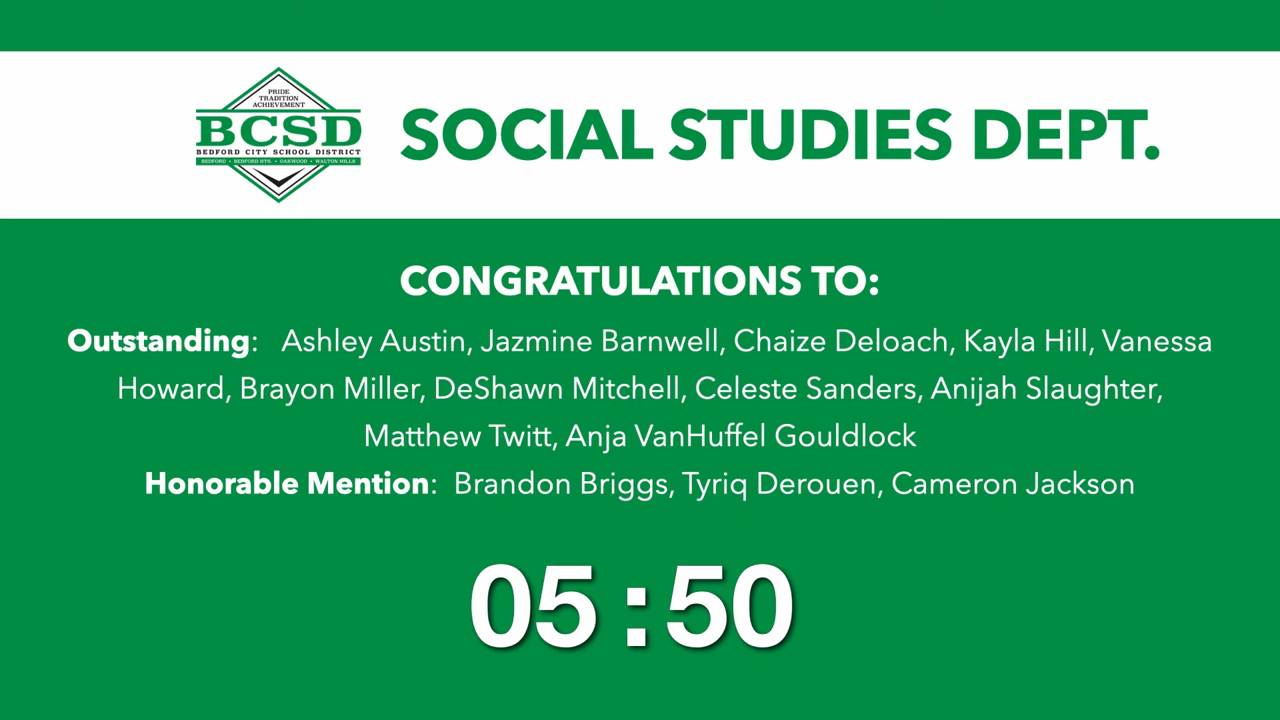 PRIDE
TRADITION
ACHIEVEMENT
BCSD
BEDFORD CITY SCHOOL DISTRICT
BEDFORD • BEDFORD HTS. • OAKWOOD • WALTON HILLS
SOCIAL STUDIES DEPT.
CONGRATULATIONS TO:
Outstanding: Ashley Austin, Jazmine Barnwell, Chaize Deloach, Kayla Hill, Vanessa
Howard, Brayon Miller, DeShawn Mitchell, Celeste Sanders, Anijah Slaughter,
Matthew Twitt, Anja VanHuffel Gouldlock
Honorable Mention: Brandon Briggs, Tyriq Derouen, Cameron Jackson
05:50